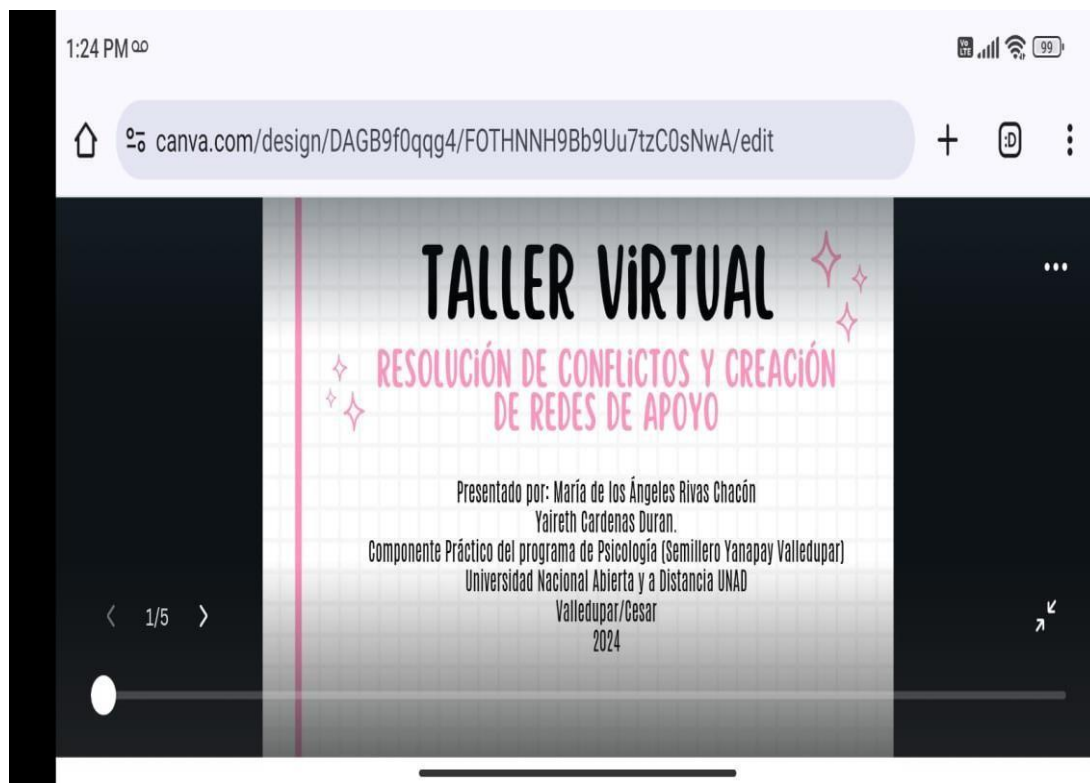 1:24 PM
Vo LTE 99
canva.com/design/DAGB9f0qqg4/FOTHNNH9Bb9Uu7tzC0sNwA/edit
:D
TALLER ViRTUAL
RESOLUCiÓN DE CONFLiCTOS Y CREACiÓN
DE REDES DE APOYO
Presentado por: María de los Ángeles Rivas Chacón
Yaireth Cardenas Duran.
Componente Práctico del programa de Psicología (Semillero Yanapay Valledupar)
Universidad Nacional Abierta y a Distancia UNAD
Valledupar/Cesar
2024
1/5